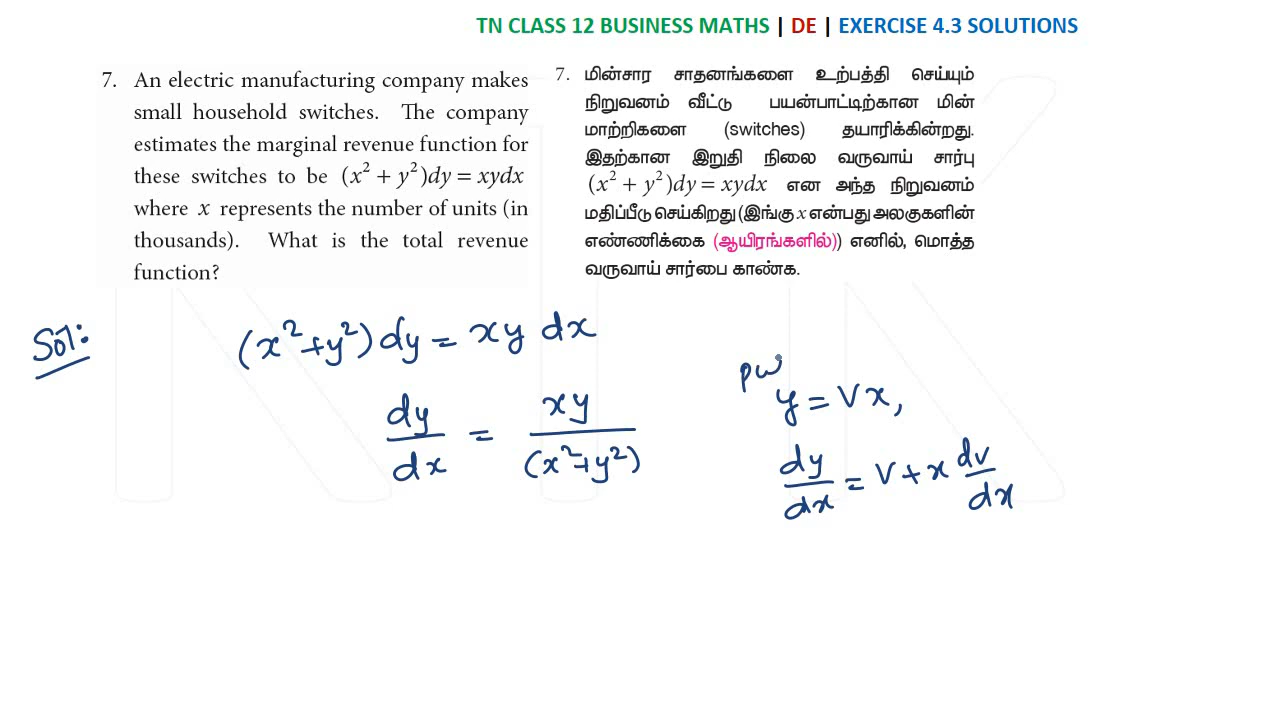 TN CLASS 12 BUSINESS MATHS | DE | EXERCISE 4.3 SOLUTIONS
7. An electric manufacturing company makes
small household switches. The company
estimates the marginal revenue function for
these switches to be (x² + y²)dy = xydx
where x represents the number of units (in
thousands). What is the total revenue
function?
7. மின்சார சாதனங்களை உற்பத்தி செய்யும்
நிறுவனம் வீட்டு பயன்பாட்டிற்கான மின்
மாற்றிகளை (switches) தயாரிக்கின்றது.
இதற்கான இறுதி நிலை வருவாய் சார்பு
(x² + y²)dy = xydx என அந்த நிறுவனம்
மதிப்பீடு செய்கிறது (இங்கு x என்பது அலகுகளின்
எண்ணிக்கை (ஆயிரங்களில்)) எனில், மொத்த
வருவாய் சார்பை காண்க.
Sol:
(x²+y²) dy = xy dx
dy/dx = xy/(x²+y²)
put
y = vx,
dy/dx = v + x dv/dx